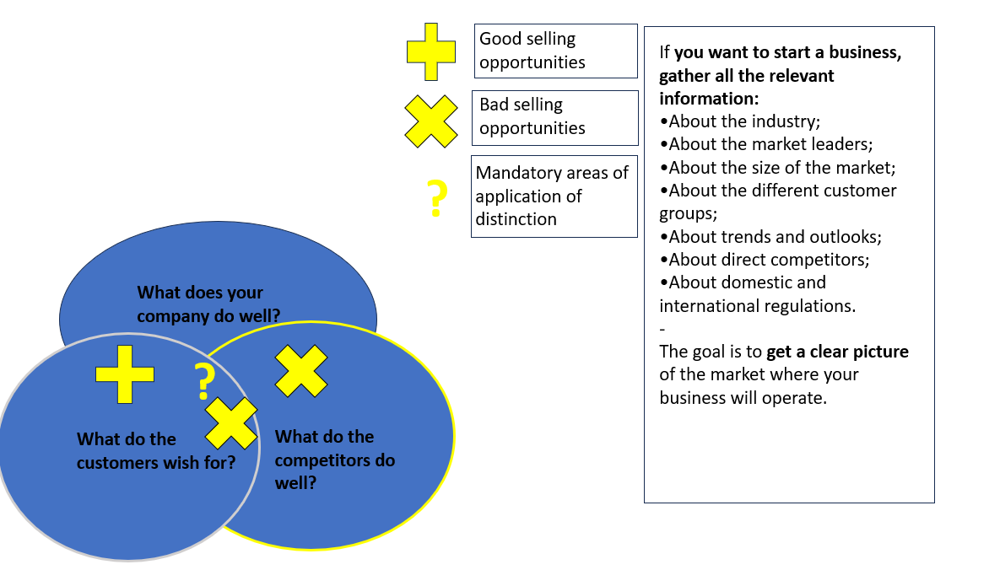 Good selling
opportunities
Bad selling
opportunities
?
Mandatory areas of
application of
distinction
If you want to start a business,
gather all the relevant
information:
•About the industry;
•About the market leaders;
•About the size of the market;
•About the different customer
groups;
•About trends and outlooks;
•About direct competitors;
•About domestic and
international regulations.
-
The goal is to get a clear picture
of the market where your
business will operate.
What does your
company do well?
?
What do the
customers wish for?
What do the
competitors do
well?